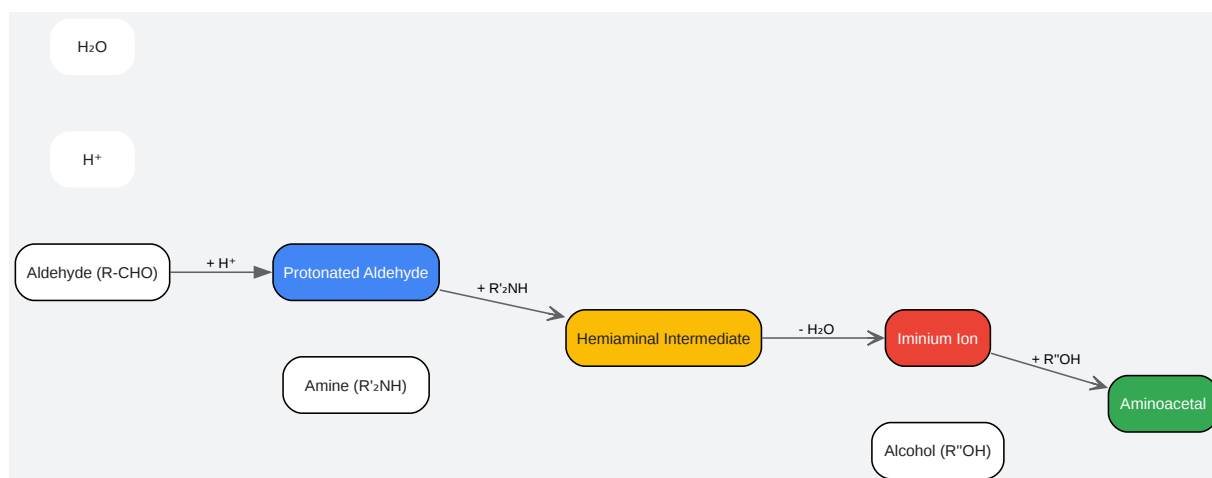 H₂O
H⁺
Aldehyde (R-CHO)
+ H⁺
Protonated Aldehyde
+ R'₂NH
Hemiaminal Intermediate
- H₂O
Iminium Ion
+ R"OH
Aminoacetal
Amine (R'₂NH)
Alcohol (R"OH)